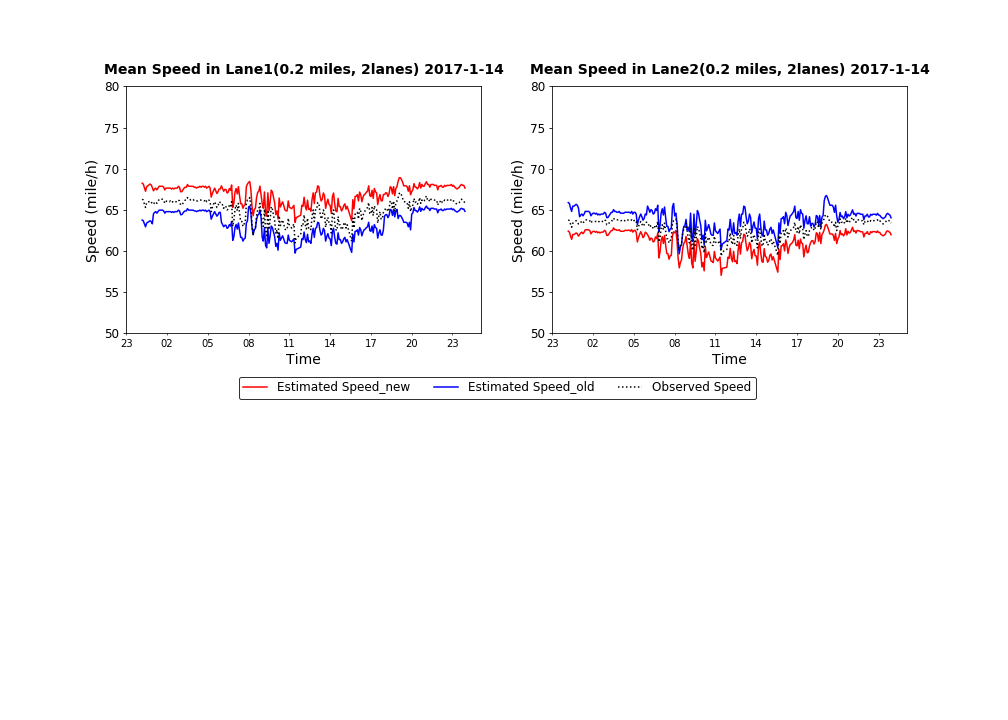 Mean Speed in Lane1(0.2 miles, 2lanes) 2017-1-14
80
75
70
65
60
55
50
Speed (mile/h)
23 02 05 08 11 14 17 20 23
Time
Mean Speed in Lane2(0.2 miles, 2lanes) 2017-1-14
80
75
70
65
60
55
50
Speed (mile/h)
23 02 05 08 11 14 17 20 23
Time
Estimated Speed_new Estimated Speed_old Observed Speed